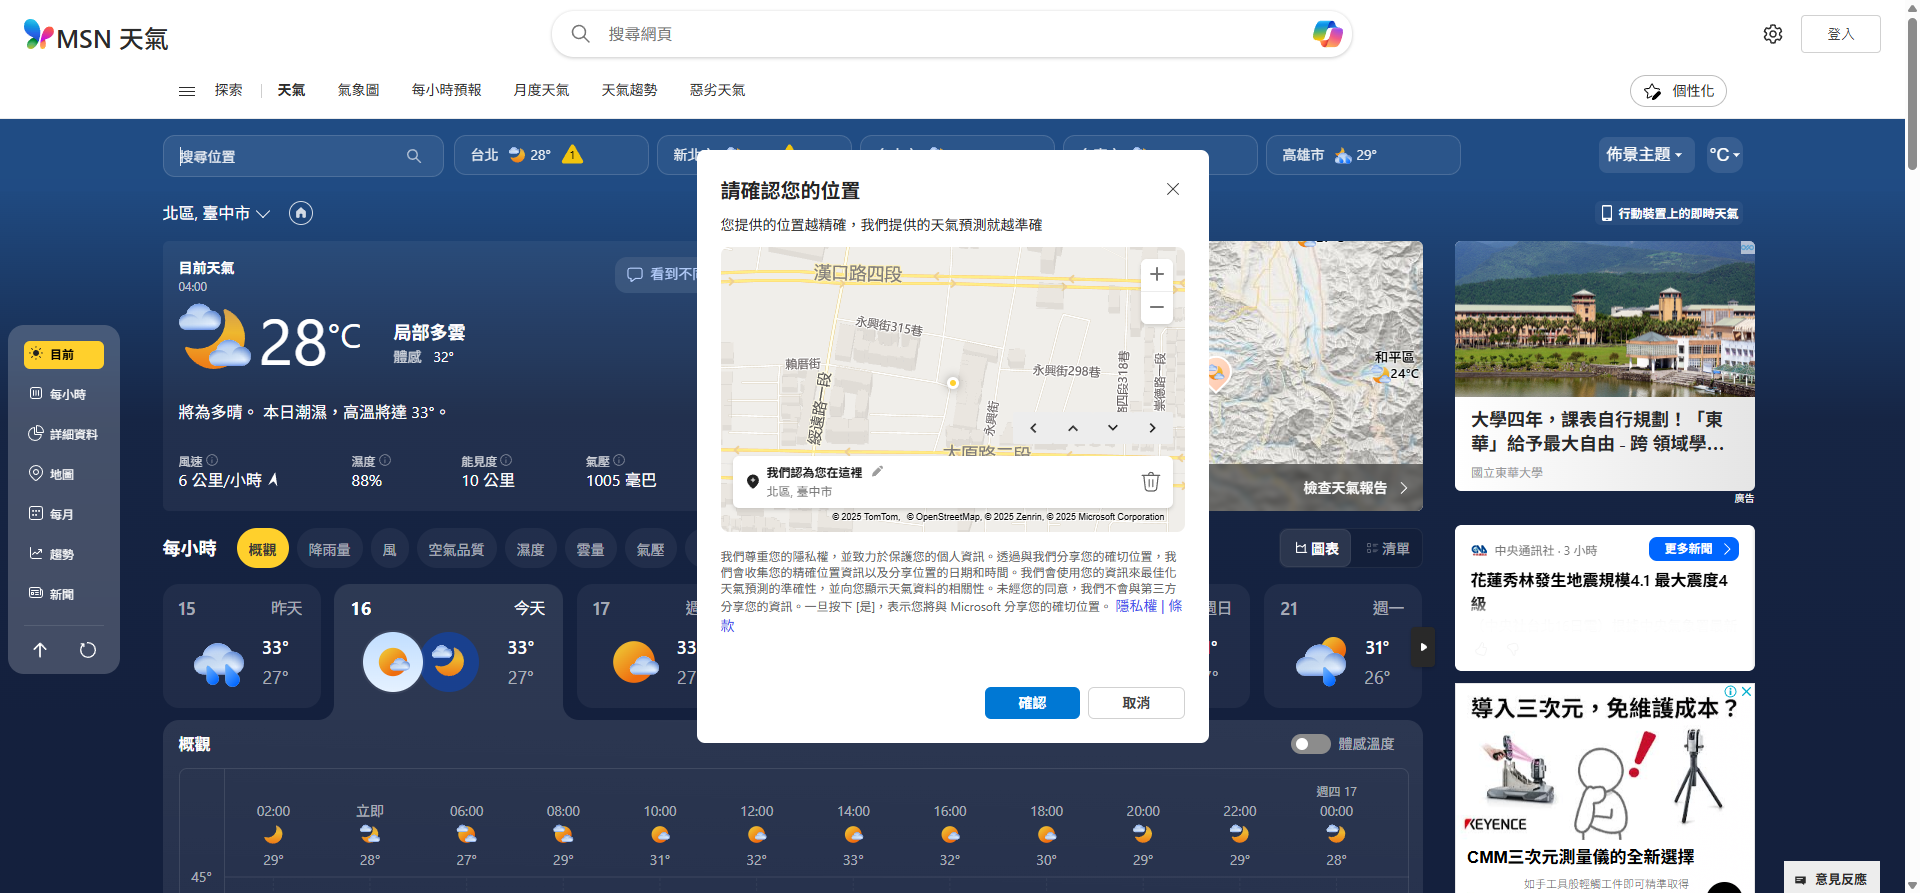 MSN 天氣
搜尋網頁
登入
探索
天氣
氣象圖
每小時預報
月度天氣
天氣趨勢
惡劣天氣
個性化
搜尋位置
台北 28° 1
新北
高雄市 29°
佈景主題
°C
北區, 臺中市
行動裝置上的即時天氣
目前天氣
04:00
看到不同
28°C
局部多雲
體感 32°
將為多晴。 本日潮濕，高溫將達 33°。
風速
6 公里/小時
濕度
88%
能見度
10 公里
氣壓
1005 毫巴
目前
每小時
詳細資料
地圖
每月
趨勢
新聞
請確認您的位置
您提供的位置越精確，我們提供的天氣預測就越準確
漢口路四段
永興街315巷
賴厝街
綏遠路一段
永興街298巷
四段318巷
崇德路一段
永興街
太原路二段
我們認為您在這裡
北區, 臺中市
© 2025 TomTom, © OpenStreetMap, © 2025 Zenrin, © 2025 Microsoft Corporation
我們尊重您的隱私權，並致力於保護您的個人資訊。透過與我們分享您的確切位置，我
們會收集您的精確位置資訊以及分享位置的日期和時間。我們會使用您的資訊來最佳化
天氣預測的準確性，並向您顯示天氣資料的相關性。未經您的同意，我們不會與第三方
分享您的資訊。一旦按下 [是]，表示您將與 Microsoft 分享您的確切位置。 隱私權 | 條
款
確認
取消
和平區
24°C
檢查天氣報告
大學四年，課表自行規劃！「東
華」給予最大自由 - 跨 領域學...
國立東華大學
廣告
每小時
概觀
降雨量
風
空氣品質
濕度
雲量
氣壓
圖表
清單
15 昨天
33°
27°
16 今天
33°
27°
17 週
33
27
週日
21 週一
31°
26°
CNA 中央通訊社 · 3 小時
更多新聞
花蓮秀林發生地震規模4.1 最大震度4
級
概觀
體感溫度
週四 17
02:00 立即 06:00 08:00 10:00 12:00 14:00 16:00 18:00 20:00 22:00 00:00
29° 28° 27° 29° 31° 32° 33° 32° 30° 29° 29° 28°
45°
導入三次元，免維護成本？
KEYENCE
CMM三次元測量儀的全新選擇
如手工具般輕觸工件即可精準取得
意見反應